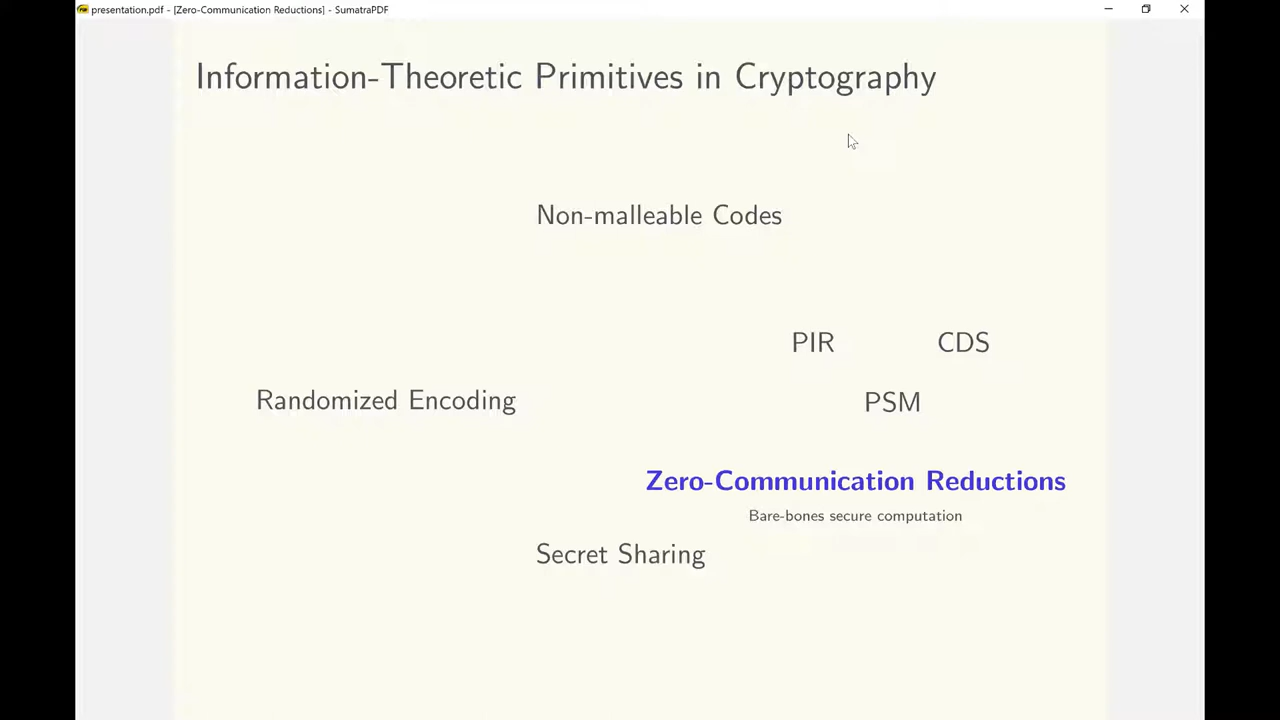 presentation.pdf - [Zero-Communication Reductions] - SumatraPDF
Information-Theoretic Primitives in Cryptography
Non-malleable Codes
PIR
CDS
Randomized Encoding
PSM
Zero-Communication Reductions
Bare-bones secure computation
Secret Sharing